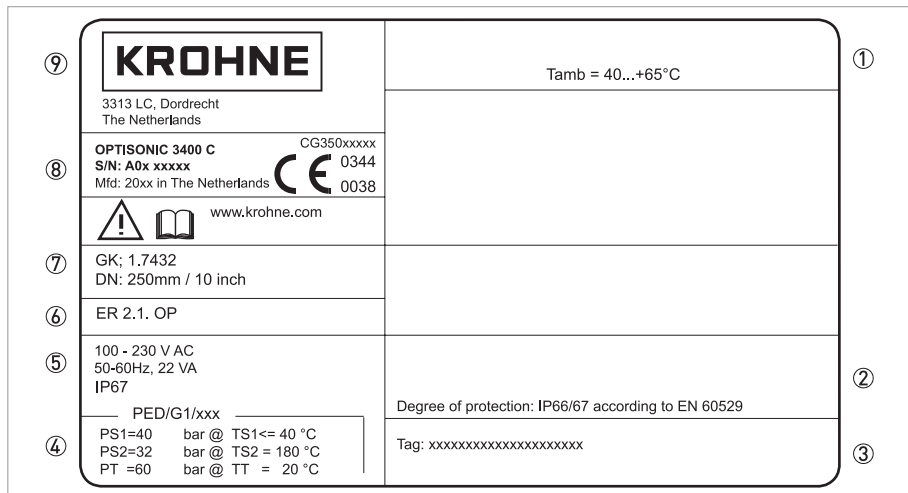 ⑨
KROHNE
3313 LC, Dordrecht
The Netherlands
Tamb = 40...+65°C
①
⑧
OPTISONIC 3400 C
S/N: A0x xxxxx
Mfd: 20xx in The Netherlands
CG350xxxxx
CE 0344
0038
www.krohne.com
⑦
GK; 1.7432
DN: 250mm / 10 inch
⑥
ER 2.1. OP
⑤
100 - 230 V AC
50-60Hz, 22 VA
IP67
②
Degree of protection: IP66/67 according to EN 60529
④
PED/G1/xxx
PS1=40 bar @ TS1<= 40 °C
PS2=32 bar @ TS2 = 180 °C
PT =60 bar @ TT = 20 °C
Tag: xxxxxxxxxxxxxxxxxxxxx
③